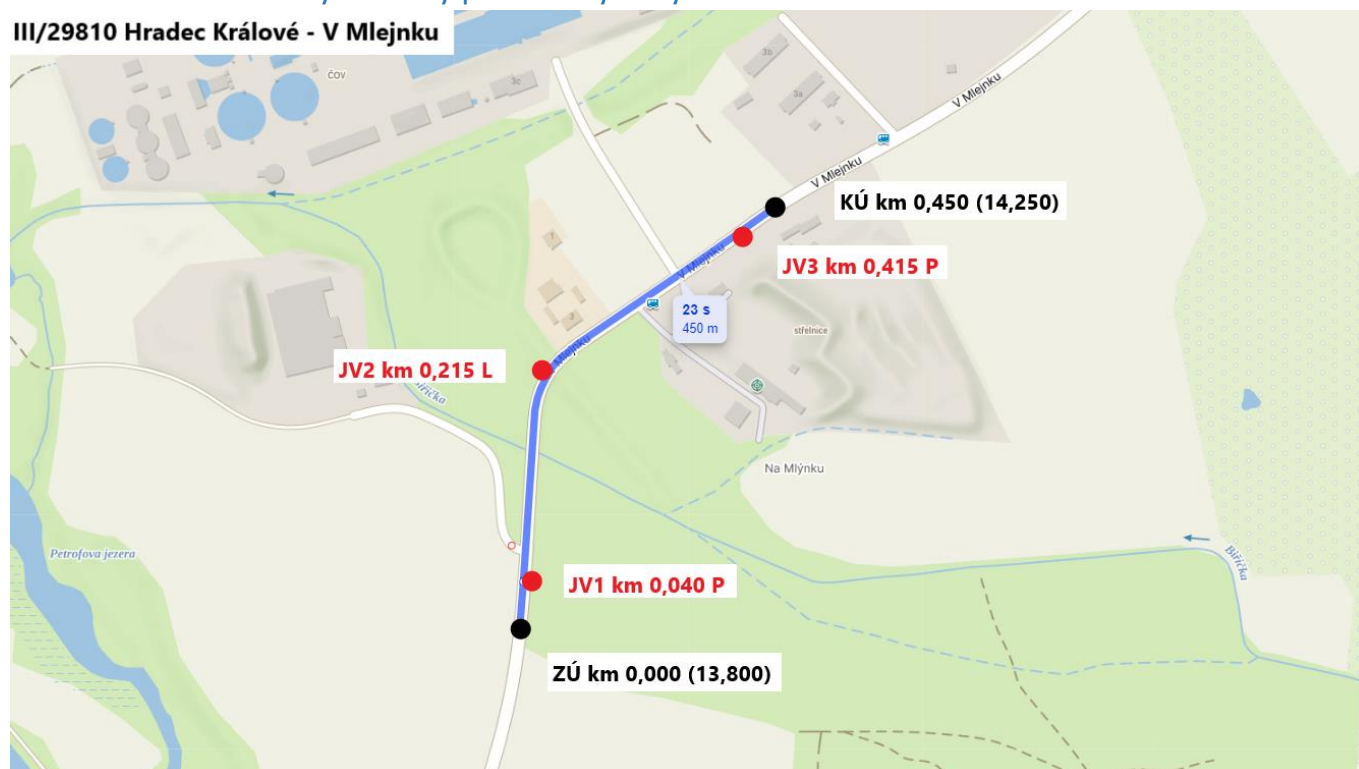 III/29810 Hradec Králové - V Mlejnku
ČOV
3c
3b
3a
V Mlejnku
V Mlejnku
KÚ km 0,450 (14,250)
JV3 km 0,415 P
V Mlejnku
7
23 s
450 m
střelnice
3
Mlejnku
JV2 km 0,215 L
Biřička
Na Mlýnku
Petrofova jezera
Biřička
JV1 km 0,040 P
ZÚ km 0,000 (13,800)